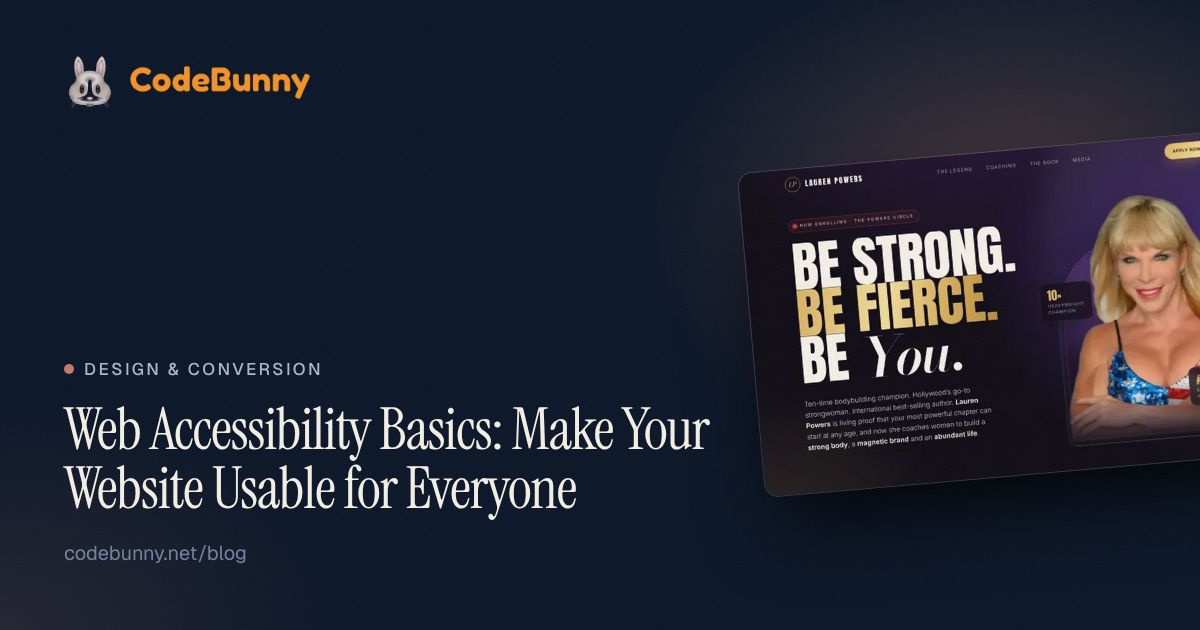 CodeBunny
DESIGN & CONVERSION
Web Accessibility Basics: Make Your
Website Usable for Everyone
codebunny.net/blog
LP LAUREN POWERS
THE LEGEND COACHING THE BOOK MEDIA
APPLY NOW
NOW ENROLLING · THE POWERS CIRCLE
BE STRONG.
BE FIERCE.
BE You.
10×
HEAVYWEIGHT
CHAMPION
Ten-time bodybuilding champion. Hollywood's go-to
strongwoman. International best-selling author. Lauren
Powers is living proof that your most powerful chapter can
start at any age, and now she coaches women to build a
strong body, a magnetic brand and an abundant life.